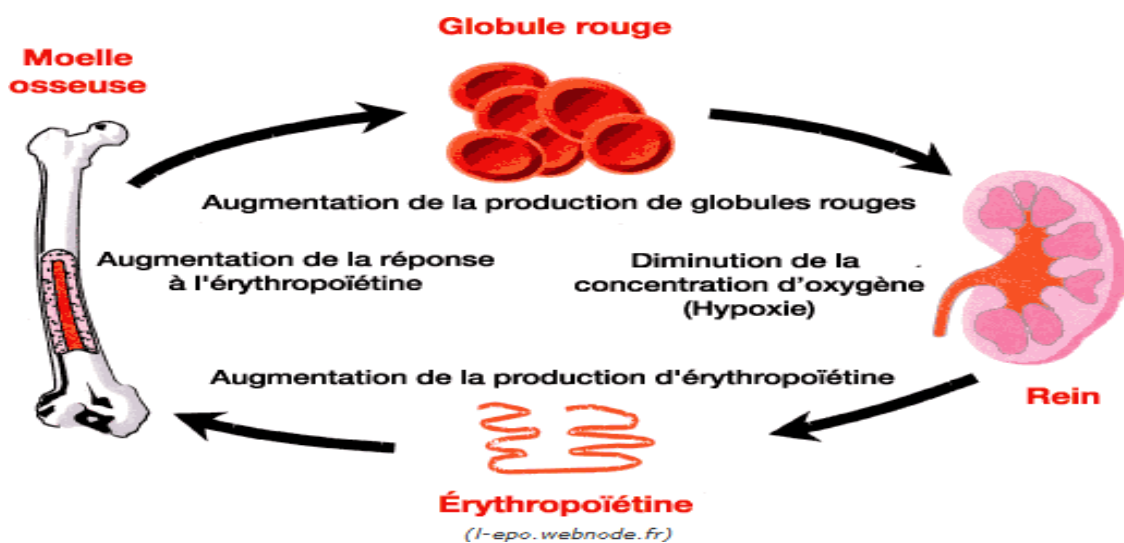 Globule rouge
Moelle
osseuse
Augmentation de la production de globules rouges
Augmentation de la réponse
à l'érythropoïétine
Diminution de la
concentration d'oxygène
(Hypoxie)
Augmentation de la production d'érythropoïétine
Rein
Érythropoïétine
(l-epo.webnode.fr)